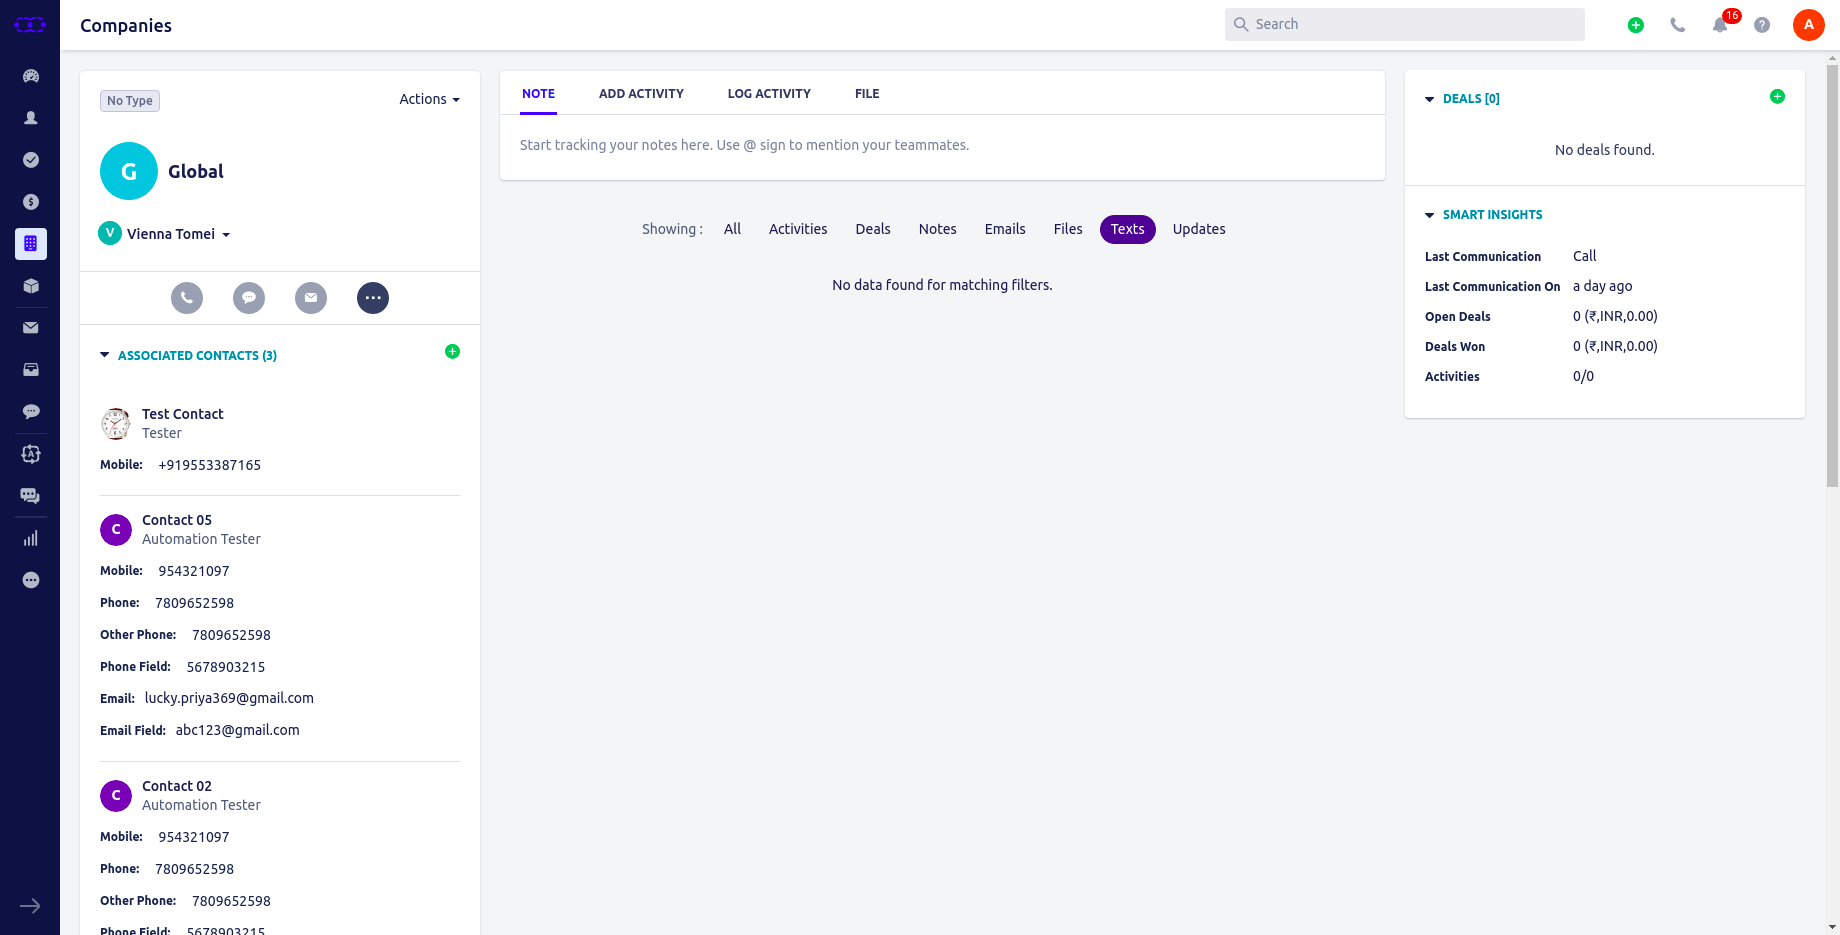 Companies
Search
16
A
No Type
Actions
G
Global
V
Vienna Tomei
ASSOCIATED CONTACTS (3)
Test Contact
Tester
Mobile: +919553387165
C
Contact 05
Automation Tester
Mobile: 954321097
Phone: 7809652598
Other Phone: 7809652598
Phone Field: 5678903215
Email: lucky.priya369@gmail.com
Email Field: abc123@gmail.com
C
Contact 02
Automation Tester
Mobile: 954321097
Phone: 7809652598
Other Phone: 7809652598
Phone Field: 5678903215
NOTE ADD ACTIVITY LOG ACTIVITY FILE
Start tracking your notes here. Use @ sign to mention your teammates.
Showing : All Activities Deals Notes Emails Files Texts Updates
No data found for matching filters.
DEALS [0]
No deals found.
SMART INSIGHTS
Last Communication Call
Last Communication On a day ago
Open Deals 0 (₹,INR,0.00)
Deals Won 0 (₹,INR,0.00)
Activities 0/0